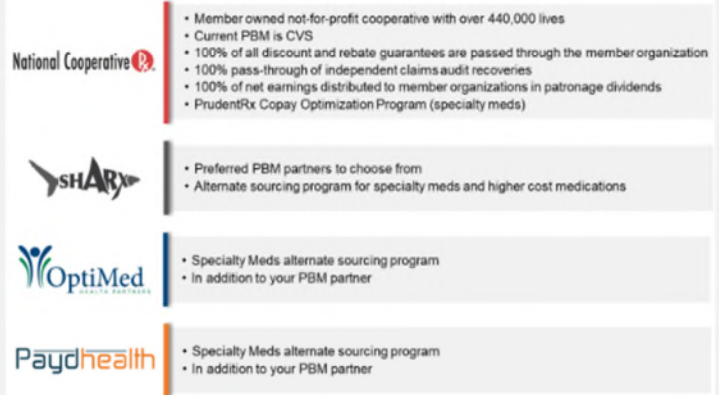 • Member owned not-for-profit cooperative with over 440,000 lives
• Current PBM is CVS
National Cooperative Rx
• 100% of all discount and rebate guarantees are passed through the member organization
• 100% pass-through of independent claims audit recoveries
• 100% of net earnings distributed to member organizations in patronage dividends
• PrudentRx Copay Optimization Program (specialty meds)
SHARx
• Preferred PBM partners to choose from
• Alternate sourcing program for specialty meds and higher cost medications
OptiMed
HEALTH PARTNERS
• Specialty Meds alternate sourcing program
• In addition to your PBM partner
Paydhealth
• Specialty Meds alternate sourcing program
• In addition to your PBM partner